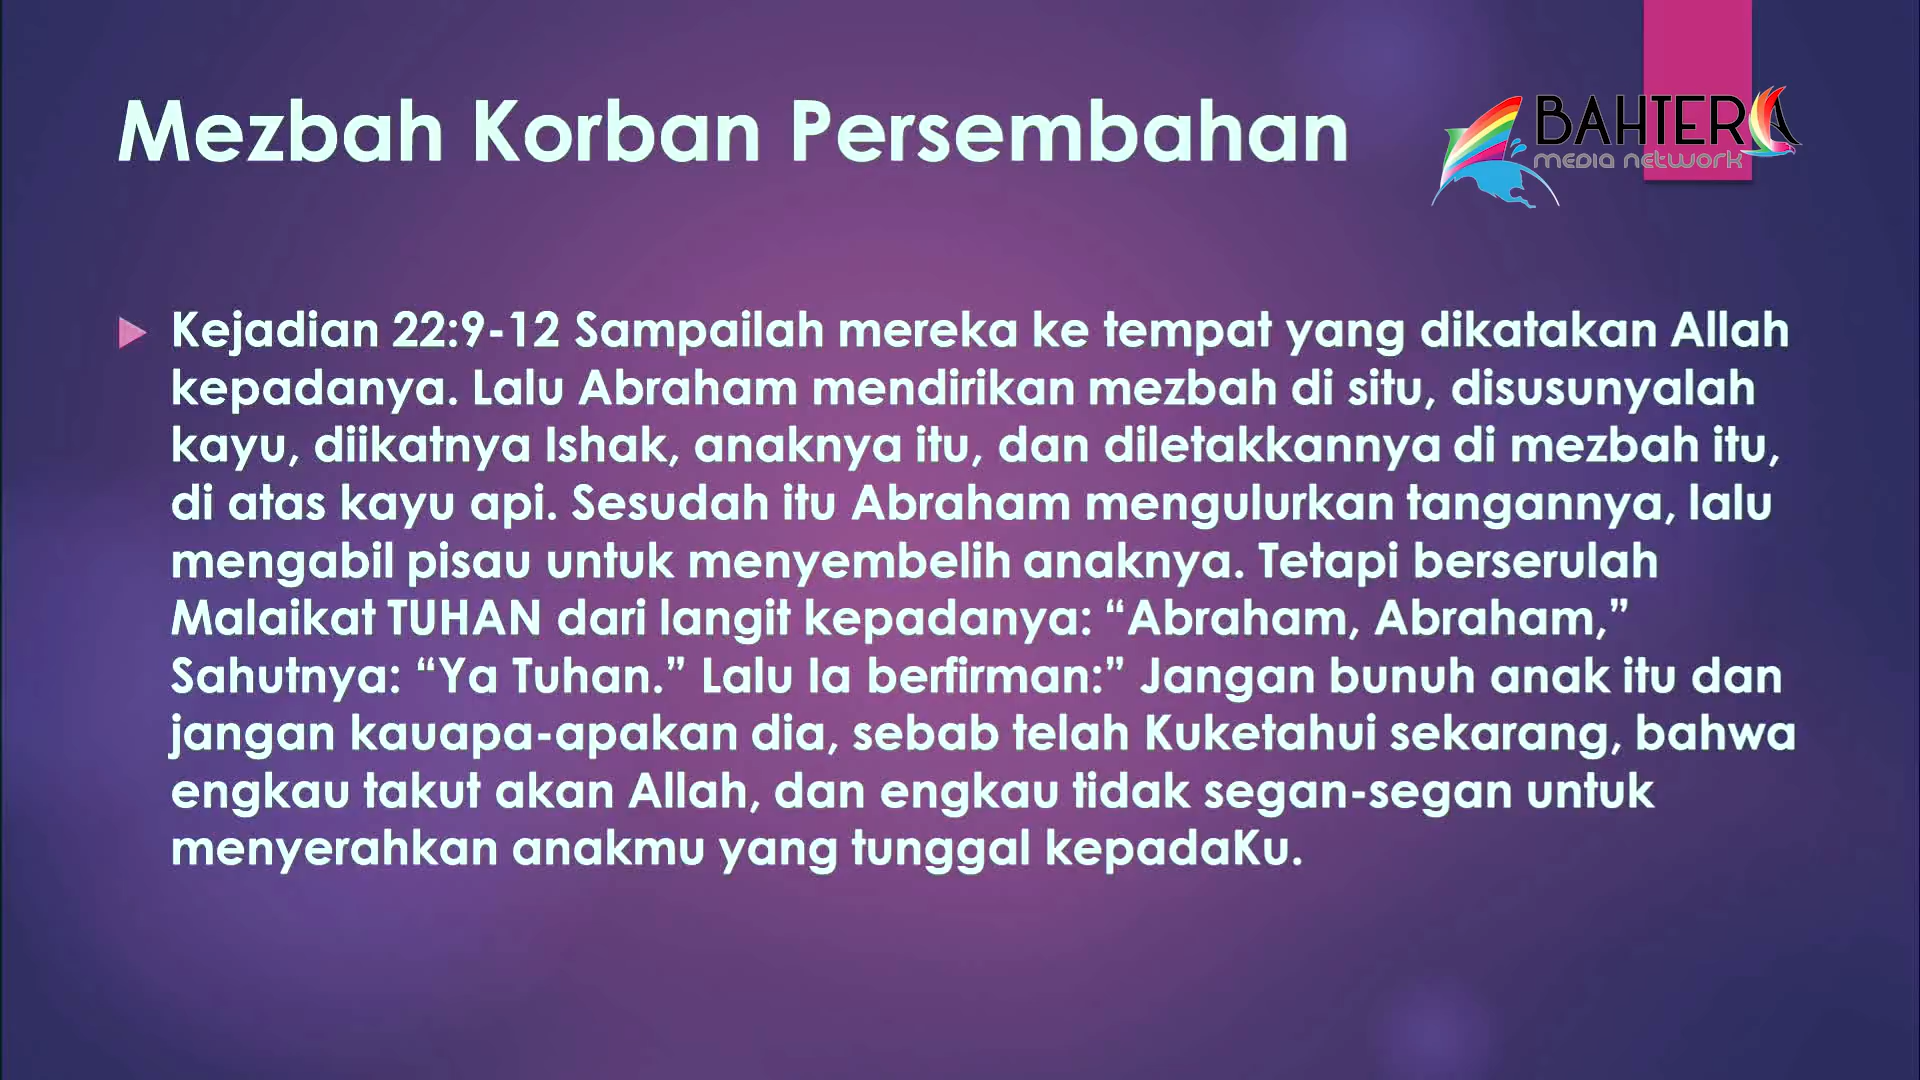 Mezbah Korban Persembahan
BAHTERA
MEDIA NETWORK
Kejadian 22:9-12 Sampailah mereka ke tempat yang dikatakan Allah
kepadanya. Lalu Abraham mendirikan mezbah di situ, disusunyalah
kayu, diikatnya Ishak, anaknya itu, dan diletakkannya di mezbah itu,
di atas kayu api. Sesudah itu Abraham mengulurkan tangannya, lalu
mengabil pisau untuk menyembelih anaknya. Tetapi berserulah
Malaikat TUHAN dari langit kepadanya: “Abraham, Abraham,”
Sahutnya: “Ya Tuhan.” Lalu Ia berfirman:” Jangan bunuh anak itu dan
jangan kauapa-apakan dia, sebab telah Kuketahui sekarang, bahwa
engkau takut akan Allah, dan engkau tidak segan-segan untuk
menyerahkan anakmu yang tunggal kepadaKu.